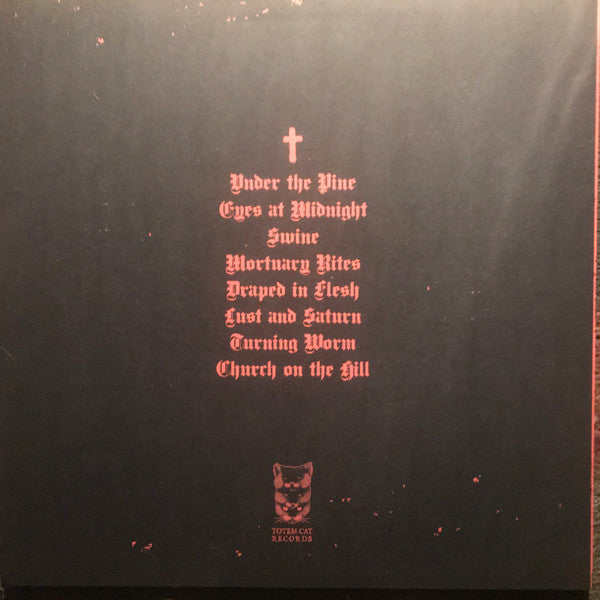 Under the Pine
Eyes at Midnight
Swine
Mortuary Rites
Draped in Flesh
Lust and Saturn
Turning Worm
Church on the Hill
TOTEM CAT
RECORDS